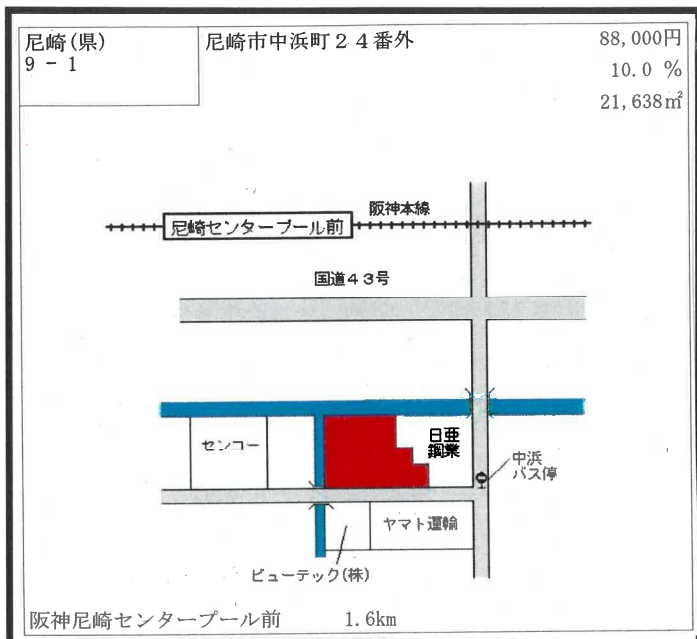 尼崎(県)
9 - 1
尼崎市中浜町２４番外
88,000円
10.0 %
21,638㎡
阪神本線
尼崎センタープール前
国道４３号
センコー
日亜
鋼業
中浜
バス停
ヤマト運輸
ビューテック(株)
阪神尼崎センタープール前 1.6km